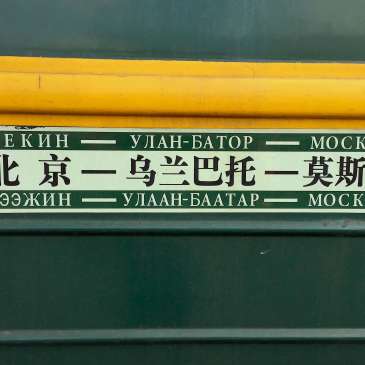 ЕКИН — УЛАН-БАТОР — МОСК
北京 — 乌兰巴托 — 莫斯
ЭЭЖИН — УЛААН-БААТАР — МОСК